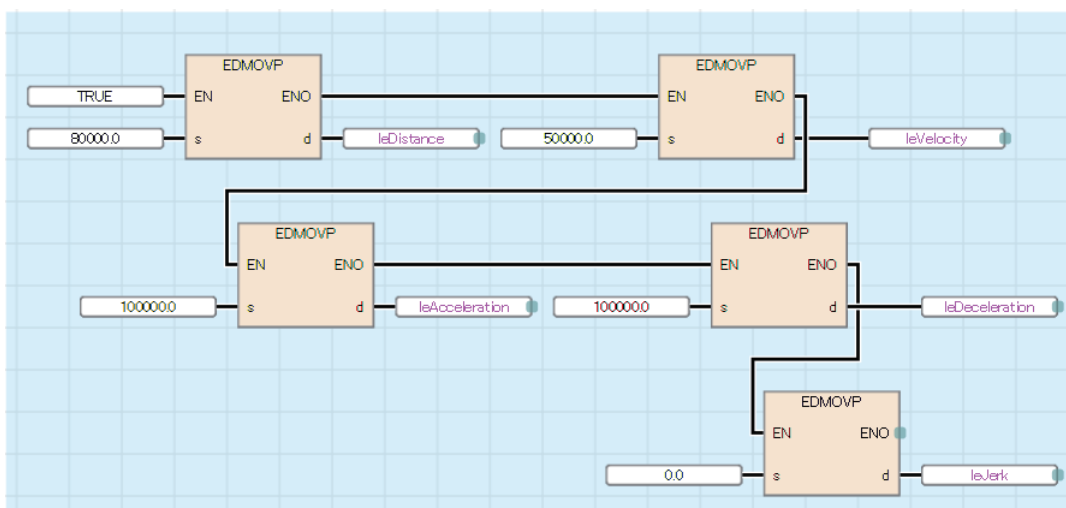 EDMOVP EDMOVP
TRUE EN ENO EN ENO
80000.0 s d leDistance 50000.0 s d leVelocity
EDMOVP EDMOVP
EN ENO EN ENO
100000.0 s d leAcceleration 100000.0 s d leDeceleration
EDMOVP
EN ENO
0.0 s d leJerk